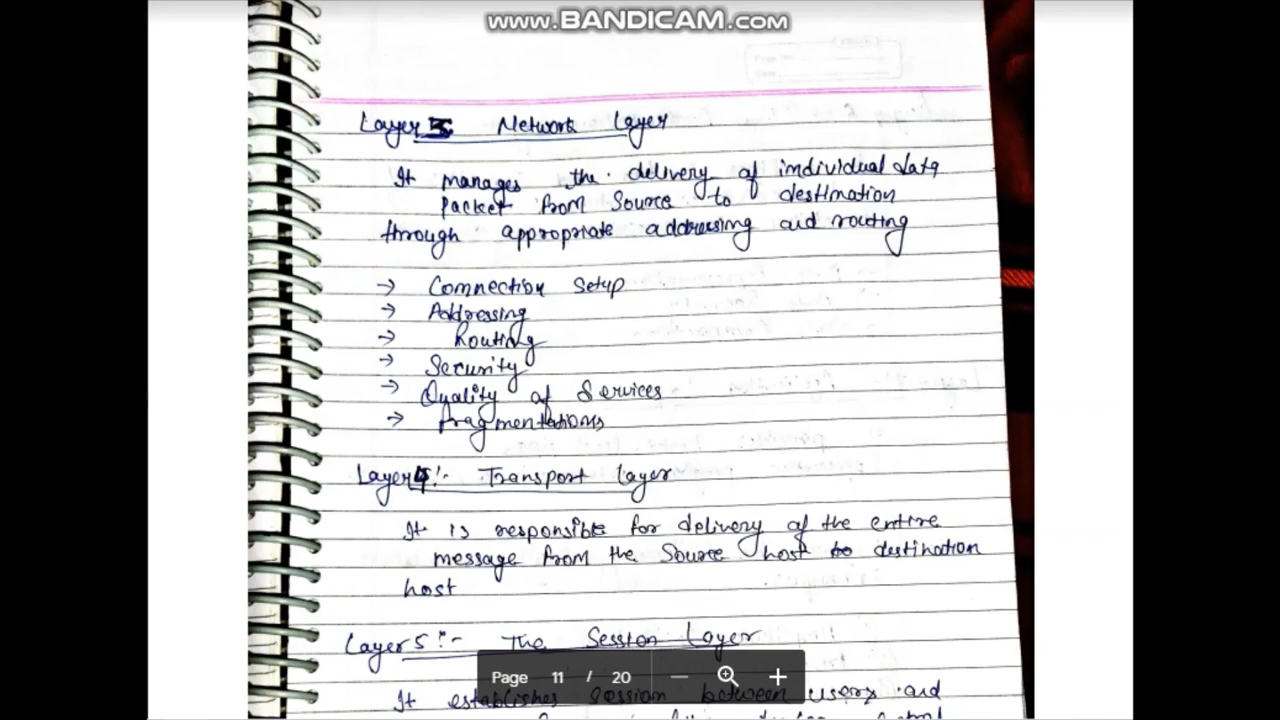 www.BANDICAM.com
Layer 3 Network Layer
It manages the delivery of individual data
packet from Source to destination
through appropriate addressing and routing
→ Connection Setup
→ Addressing
→ Routing
→ Security
→ Quality of Services
→ fragmentations
Layer 4:- Transport Layer
It is responsible for delivery of the entire
message from the Source host to destination
host
Layer 5:- The Session Layer
Page 11 / 20
It establishes session between users and